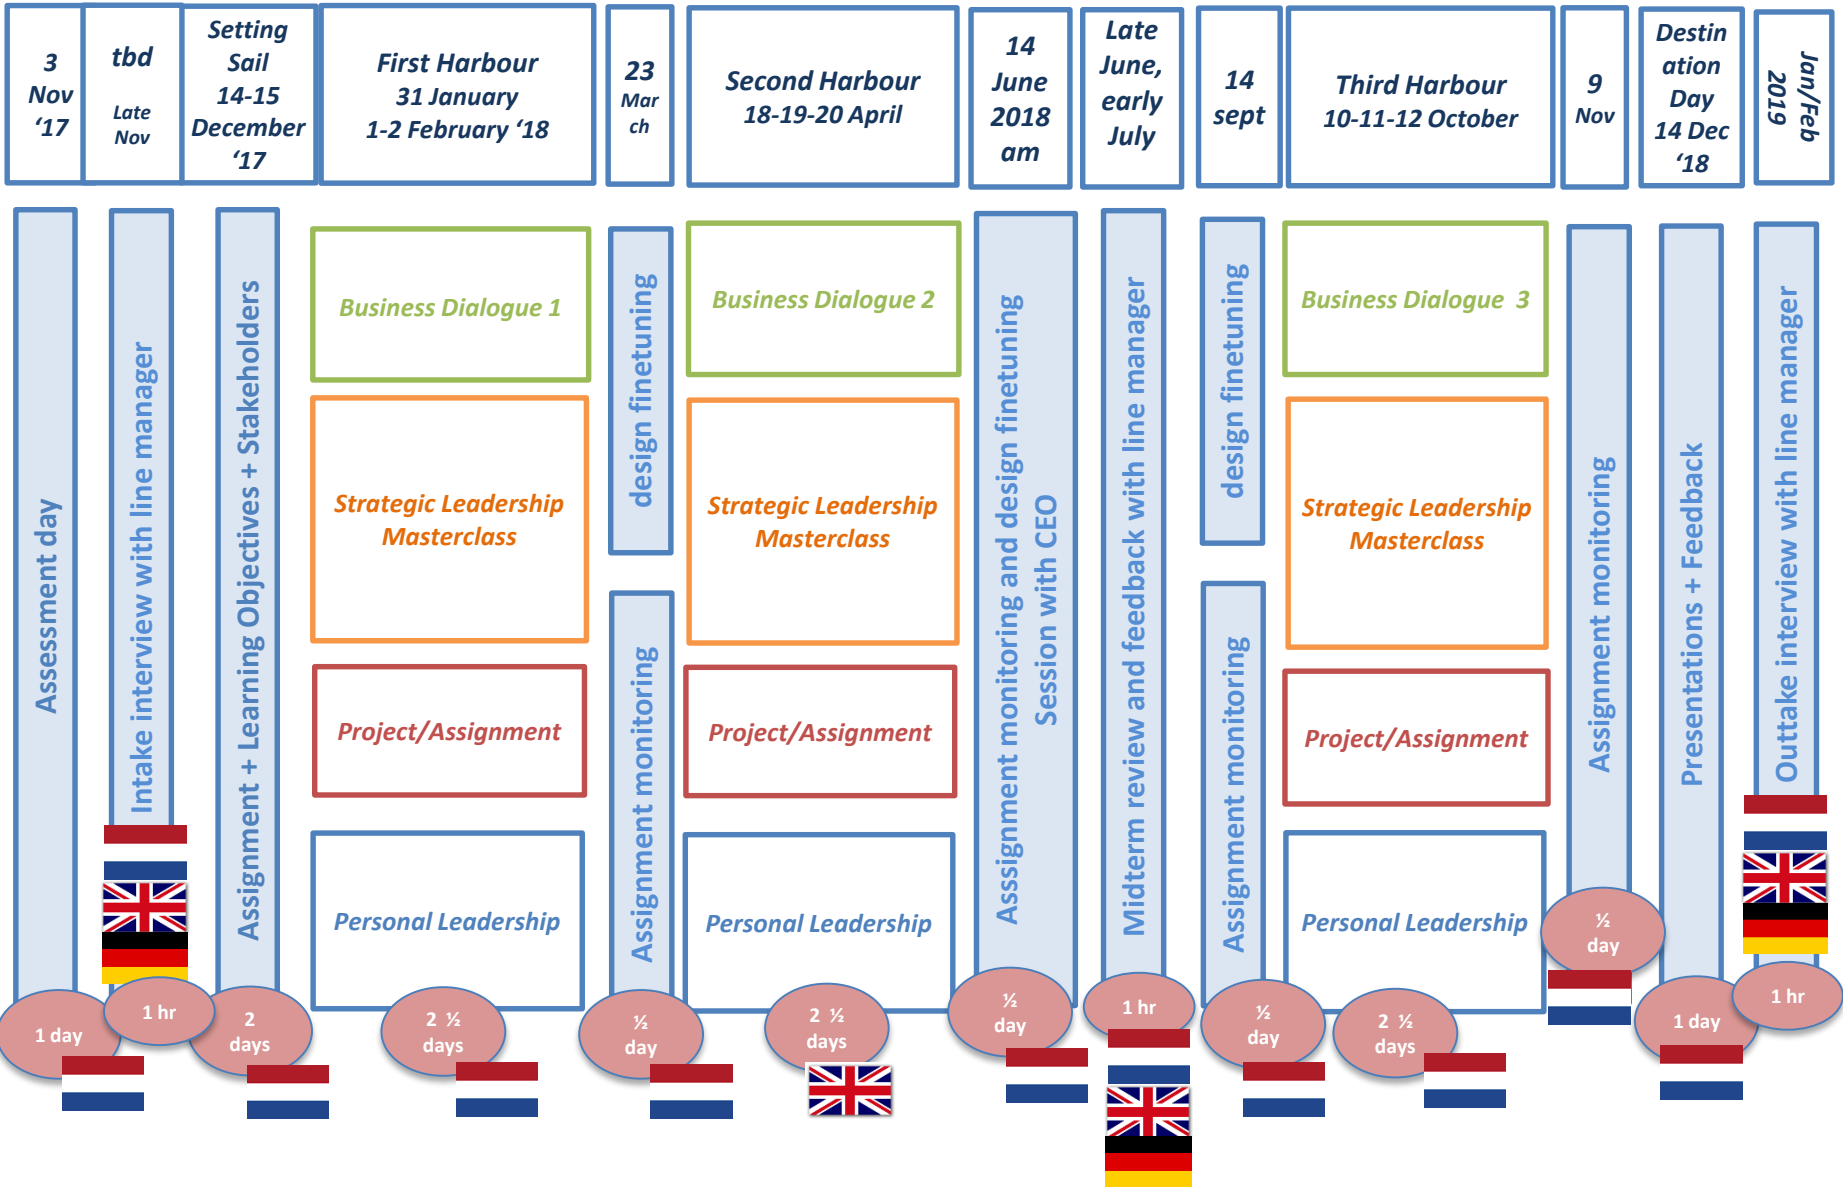 3
Nov
‘17
tbd
Late
Nov
Setting
Sail
14-15
December
‘17
First Harbour
31 January
1-2 February ‘18
23
Mar
ch
Second Harbour
18-19-20 April
14
June
2018
am
Late
June,
early
July
14
sept
Third Harbour
10-11-12 October
9
Nov
Destin
ation
Day
14 Dec
‘18
Jan/Feb
2019
Assessment day
Intake interview with line manager
Assignment + Learning Objectives + Stakeholders
Business Dialogue 1
Strategic Leadership
Masterclass
Project/Assignment
Personal Leadership
design finetuning
Assignment monitoring
Business Dialogue 2
Strategic Leadership
Masterclass
Project/Assignment
Personal Leadership
Asssignment monitoring and design finetuning
Session with CEO
Midterm review and feedback with line manager
design finetuning
Assignment monitoring
Business Dialogue  3
Strategic Leadership
Masterclass
Project/Assignment
Personal Leadership
Assignment monitoring
Presentations + Feedback
Outtake interview with line manager
1 day
1 hr
2
days
2 ½
days
½
day
2 ½
days
½
day
1 hr
½
day
2 ½
days
½
day
1 day
1 hr